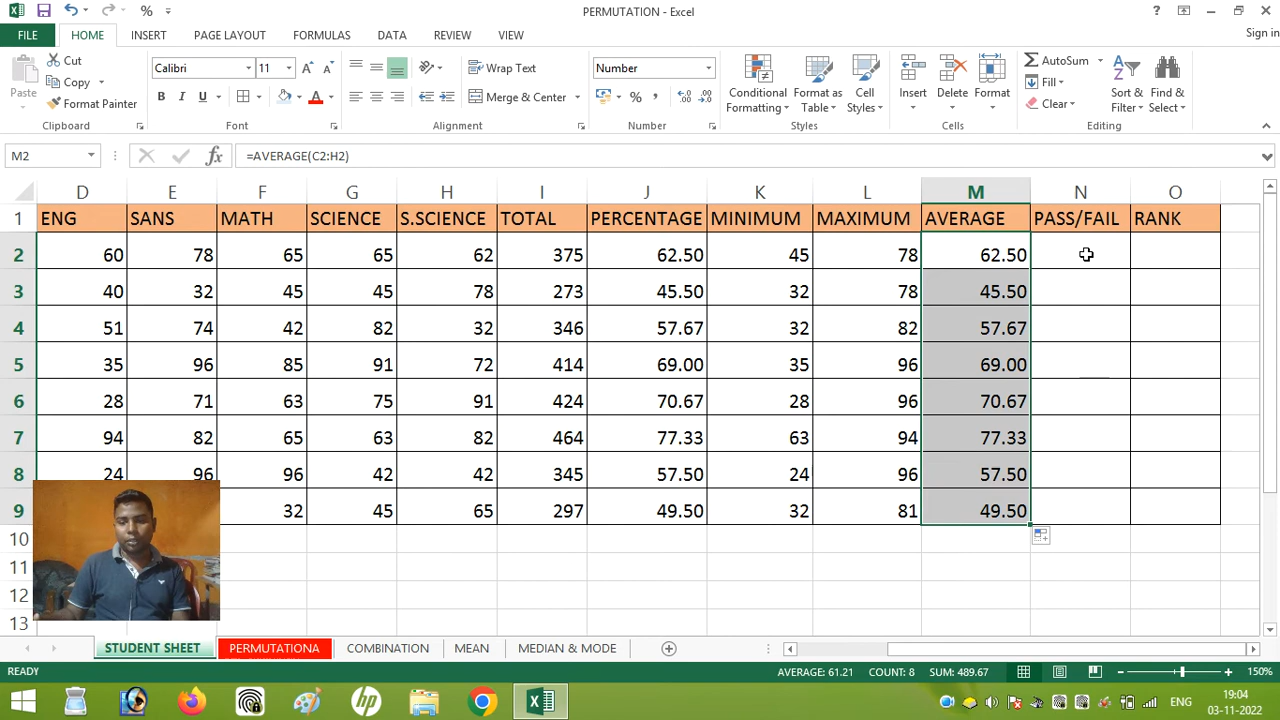 PERMUTATION - Excel
Sign in
FILE HOME INSERT PAGE LAYOUT FORMULAS DATA REVIEW VIEW
Paste
Cut
Copy
Format Painter
Clipboard
Calibri 11
B I U
Font
Wrap Text
Merge & Center
Alignment
Number
%
Number
Conditional Formatting
Format as Table
Cell Styles
Styles
Insert Delete Format
Cells
AutoSum
Fill
Clear
Sort & Filter
Find & Select
Editing
M2 fx =AVERAGE(C2:H2)
D E F G H I J K L M N O
1 ENG SANS MATH SCIENCE S.SCIENCE TOTAL PERCENTAGE MINIMUM MAXIMUM AVERAGE PASS/FAIL RANK
2 60 78 65 65 62 375 62.50 45 78 62.50
3 40 32 45 45 78 273 45.50 32 78 45.50
4 51 74 42 82 32 346 57.67 32 82 57.67
5 35 96 85 91 72 414 69.00 35 96 69.00
6 28 71 63 75 91 424 70.67 28 96 70.67
7 94 82 65 63 82 464 77.33 63 94 77.33
8 24 96 96 42 42 345 57.50 24 96 57.50
9 32 45 65 297 49.50 32 81 49.50
10
11
12
13
STUDENT SHEET PERMUTATIONA COMBINATION MEAN MEDIAN & MODE
READY AVERAGE: 61.21 COUNT: 8 SUM: 489.67 150%
ENG
19:04
03-11-2022